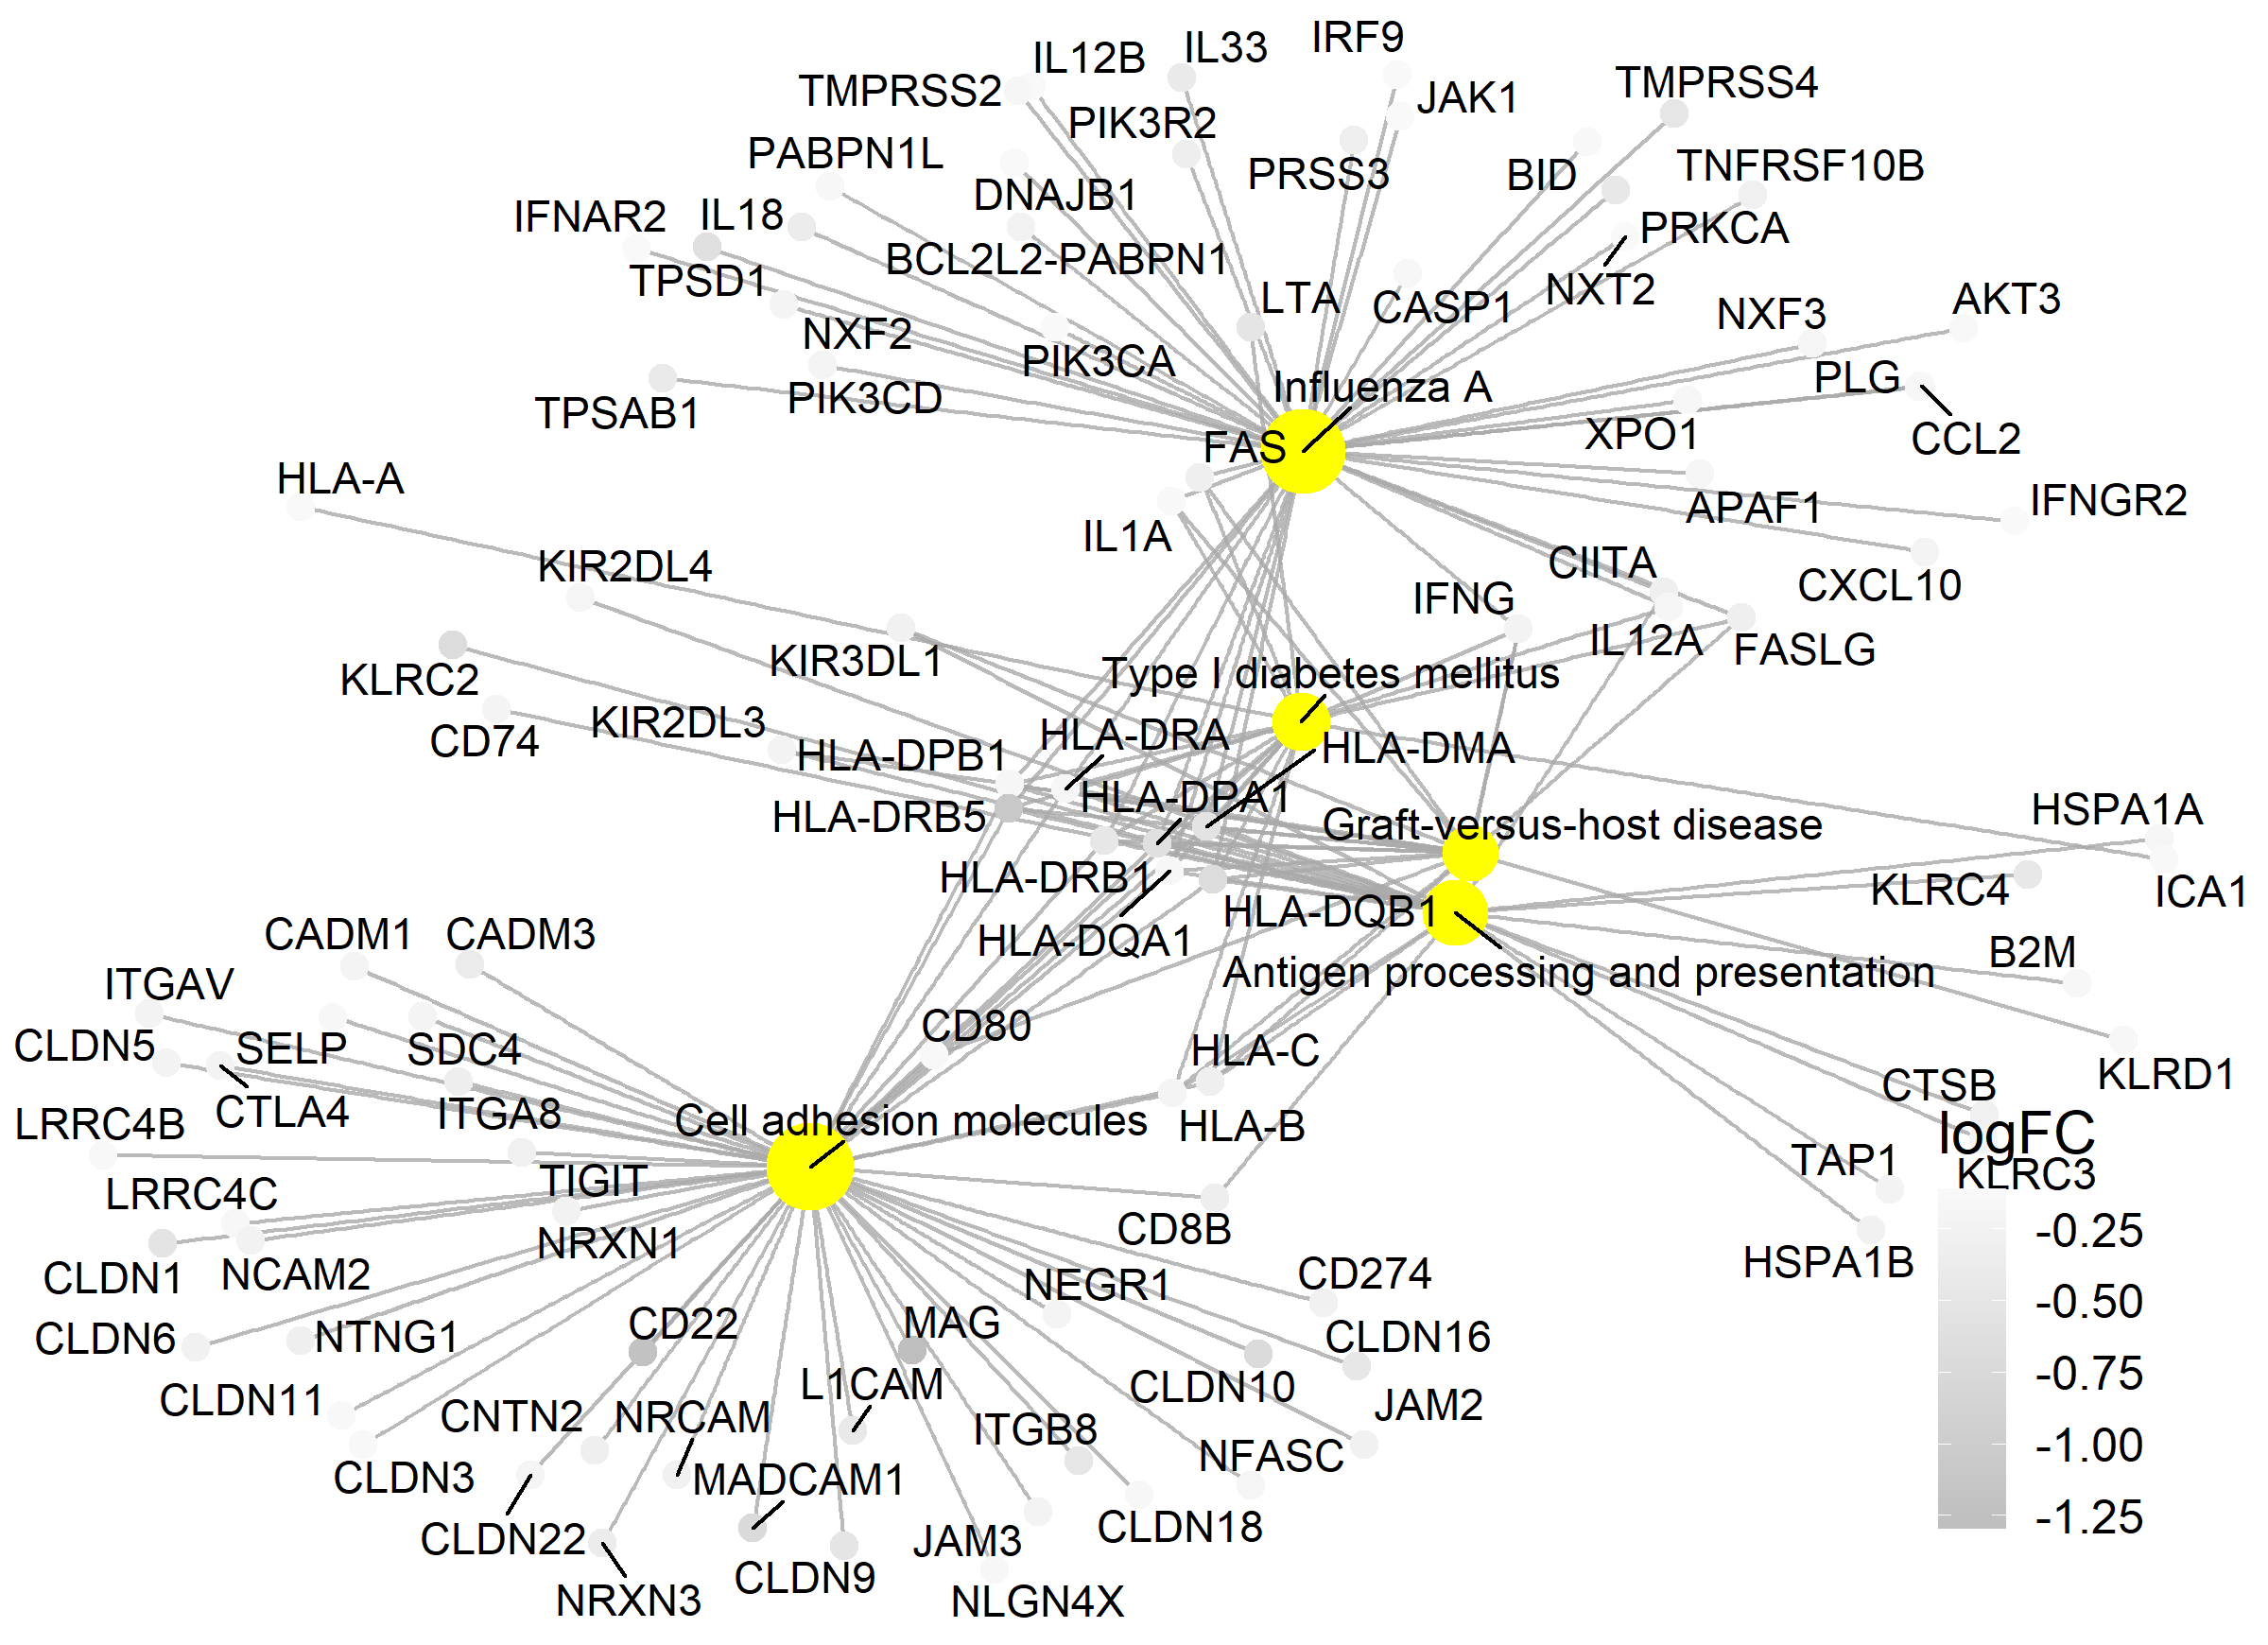 IRF9
IL33
IL12B
TMPRSS4
TMPRSS2
JAK1
PIK3R2
PABPN1L
PRSS3
BID
TNFRSF10B
DNAJB1
IFNAR2
IL18
PRKCA
BCL2L2-PABPN1
TPSD1
NXT2
LTA
CASP1
AKT3
NXF3
NXF2
PIK3CA
PLG
Influenza A
PIK3CD
TPSAB1
XPO1
CCL2
FAS
HLA-A
IFNGR2
APAF1
IL1A
CIITA
KIR2DL4
CXCL10
IFNG
IL12A
FASLG
KIR3DL1
Type I diabetes mellitus
KLRC2
KIR2DL3
HLA-DRA
CD74
HLA-DMA
HLA-DPB1
HLA-DPA1
HSPA1A
HLA-DRB5
Graft-versus-host disease
HLA-DRB1
KLRC4
ICA1
HLA-DQB1
CADM1
CADM3
HLA-DQA1
B2M
Antigen processing and presentation
ITGAV
CD80
CLDN5
SELP
SDC4
HLA-C
KLRD1
CTSB
CTLA4
ITGA8
LRRC4B
Cell adhesion molecules
HLA-B
logFC
TAP1
KLRC3
TIGIT
LRRC4C
CD8B
-0.25
NRXN1
HSPA1B
CLDN1
NCAM2
CD274
NEGR1
-0.50
CD22
MAG
CLDN6
NTNG1
CLDN16
-0.75
L1CAM
CLDN10
CLDN11
JAM2
CNTN2
NRCAM
ITGB8
-1.00
NFASC
CLDN3
MADCAM1
-1.25
CLDN18
CLDN22
JAM3
CLDN9
NRXN3
NLGN4X